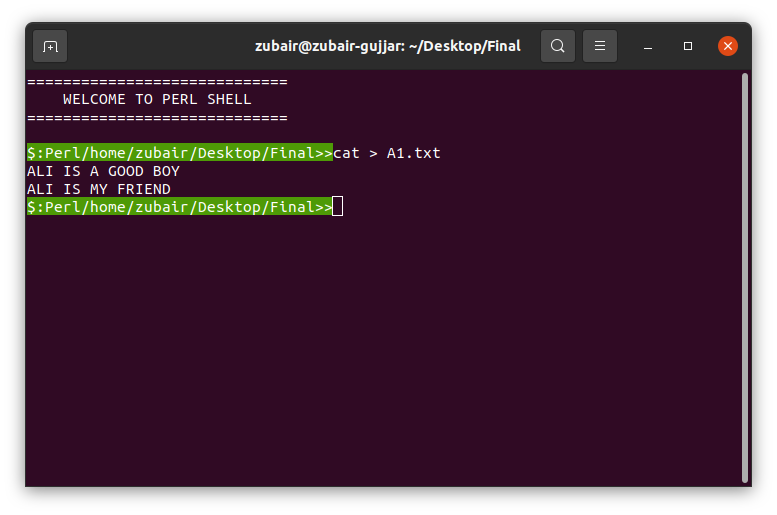 zubair@zubair-gujjar: ~/Desktop/Final
=============================
WELCOME TO PERL SHELL
=============================
$:Perl/home/zubair/Desktop/Final>>cat > A1.txt
ALI IS A GOOD BOY
ALI IS MY FRIEND
$:Perl/home/zubair/Desktop/Final>>